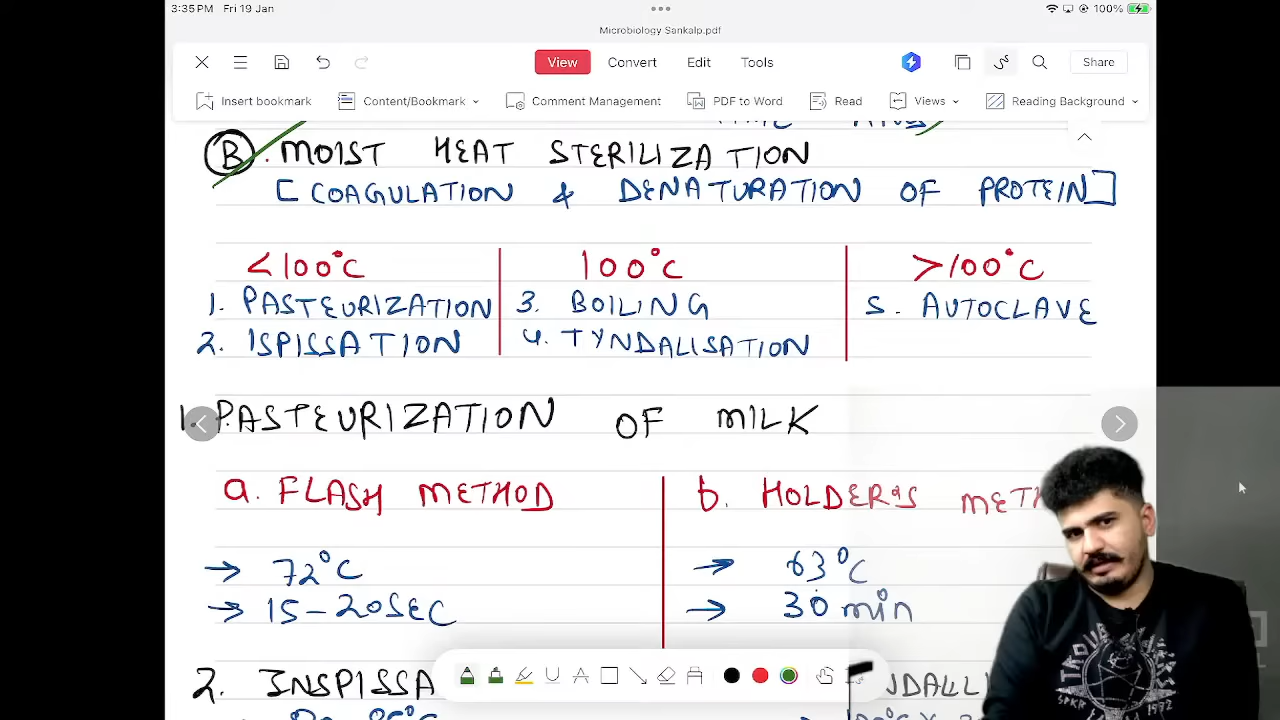 3:35PM Fri 19 Jan
100%
Microbiology Sankalp.pdf
View Convert Edit Tools Share
Insert bookmark Content/Bookmark Comment Management PDF to Word Read Views Reading Background
B. MOIST HEAT STERILIZATION
[COAGULATION & DENATURATION OF PROTEIN]
<100°C 100°C >100°C
1. PASTEURIZATION 3. BOILING 5. AUTOCLAVE
2. ISPISSATION 4. TYNDALISATION
1. PASTEURIZATION OF MILK
a. FLASH METHOD b. HOLDER'S METH
→ 72°C → 63°C
→ 15-20SEC → 30 min
2. INSPISSA